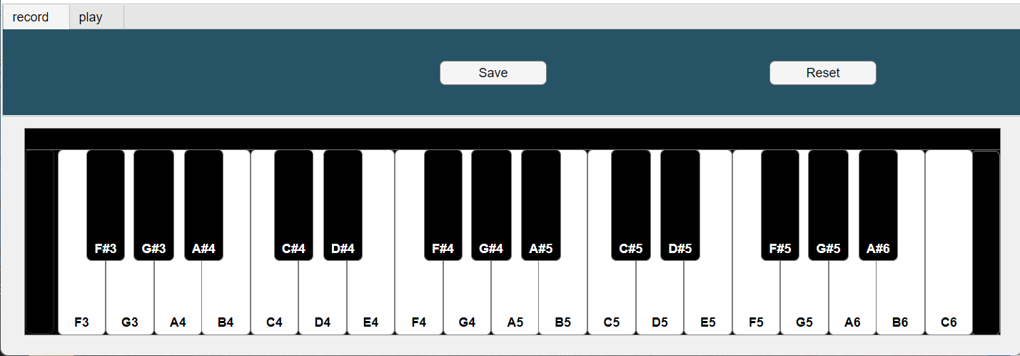 record play
Save Reset
F#3 G#3 A#4 C#4 D#4 F#4 G#4 A#5 C#5 D#5 F#5 G#5 A#6
F3 G3 A4 B4 C4 D4 E4 F4 G4 A5 B5 C5 D5 E5 F5 G5 A6 B6 C6